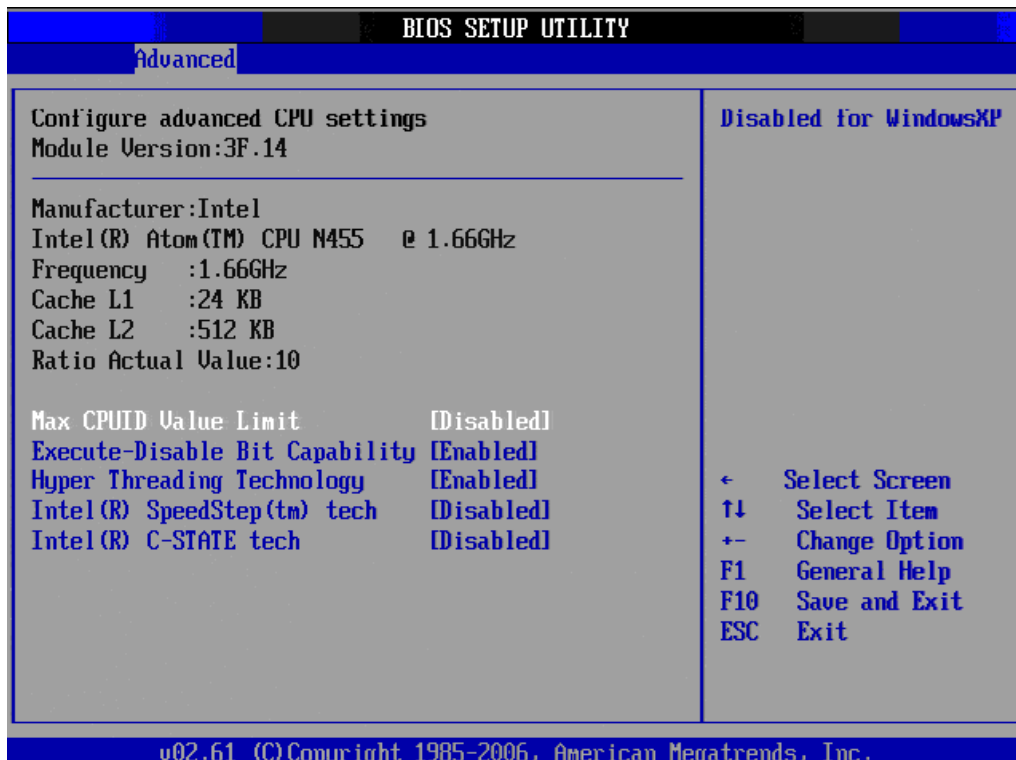 BIOS SETUP UTILITY
Advanced
Configure advanced CPU settings
Module Version:3F.14
Manufacturer:Intel
Intel(R) Atom(TM) CPU N455 @ 1.66GHz
Frequency :1.66GHz
Cache L1 :24 KB
Cache L2 :512 KB
Ratio Actual Value:10
Max CPUID Value Limit [Disabled]
Execute-Disable Bit Capability [Enabled]
Hyper Threading Technology [Enabled]
Intel(R) SpeedStep(tm) tech [Disabled]
Intel(R) C-STATE tech [Disabled]
Disabled for WindowsXP
← Select Screen
↑↓ Select Item
+- Change Option
F1 General Help
F10 Save and Exit
ESC Exit
v02.61 (C)Copyright 1985-2006, American Megatrends, Inc.